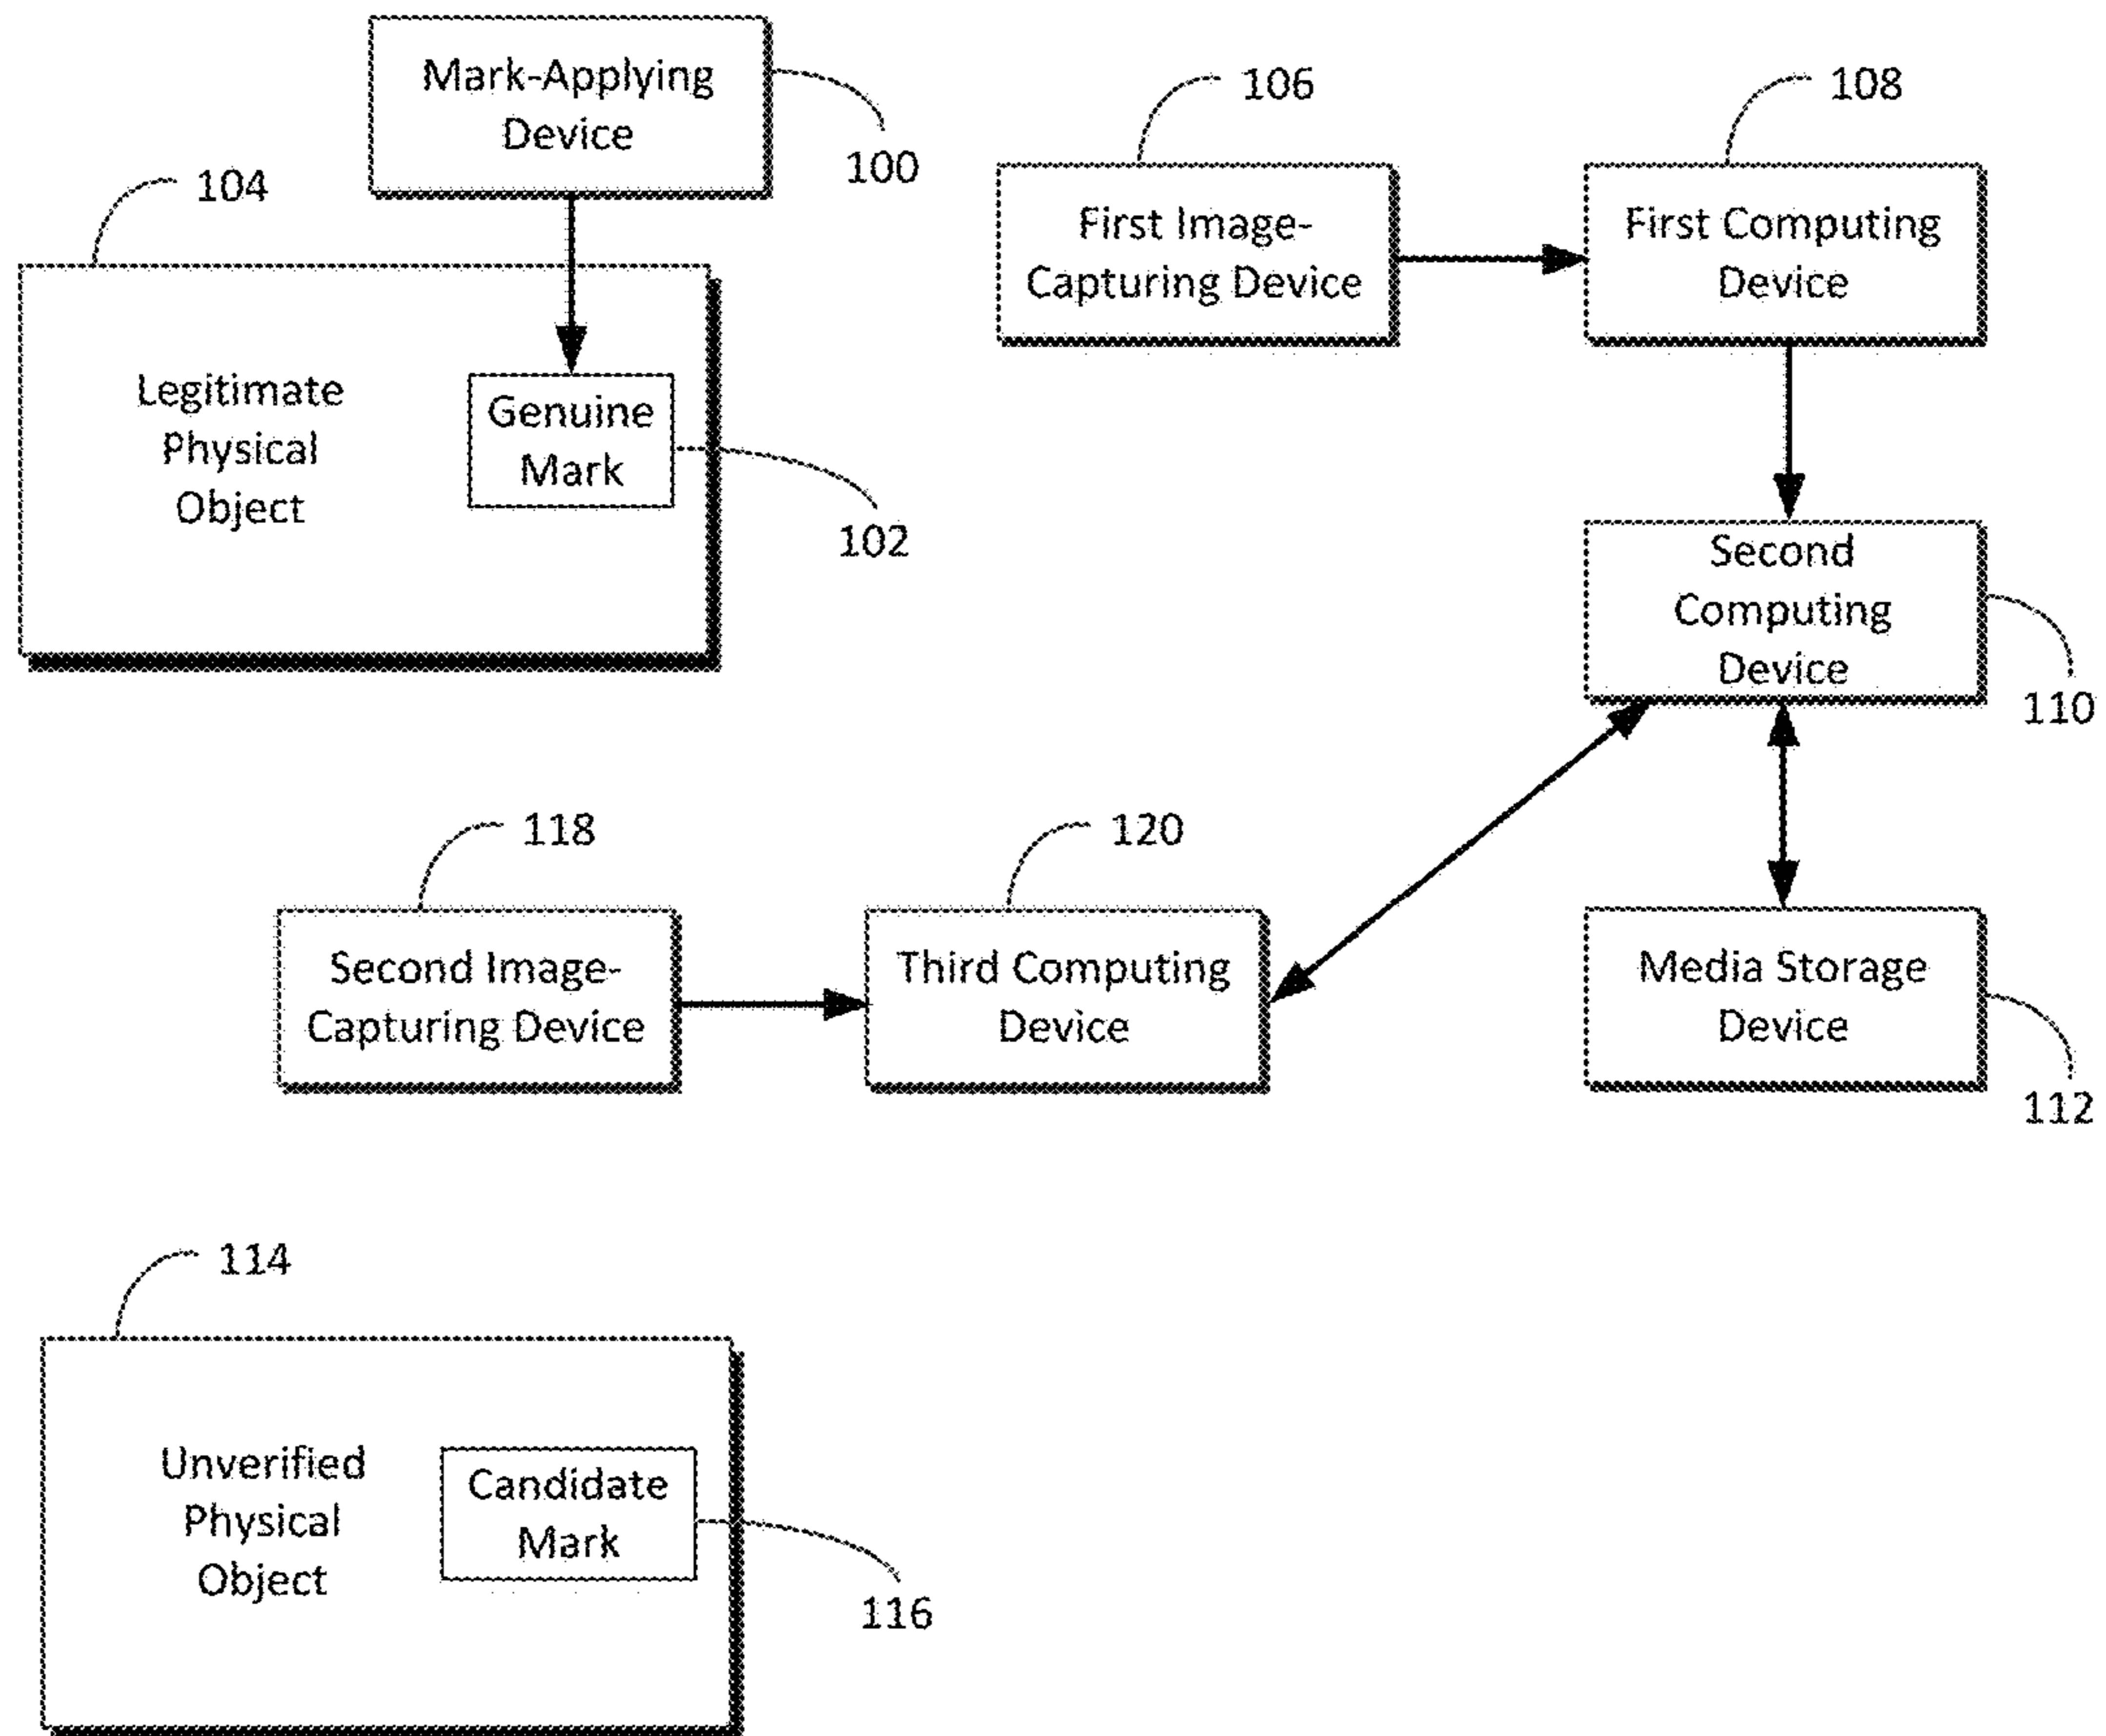 Mark-Applying
Device
100
104
Legitimate
Physical
Object
Genuine
Mark
102
106
First Image-
Capturing Device
108
First Computing
Device
Second
Computing
Device
110
118
Second Image-
Capturing Device
120
Third Computing
Device
Media Storage
Device
112
114
Unverified
Physical
Object
Candidate
Mark
116